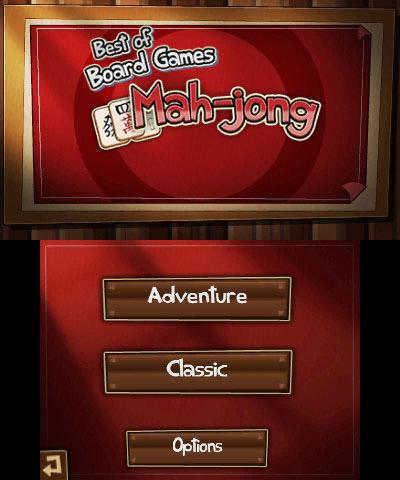 Best of
Board Games
Mah-jong
Adventure
Classic
Options